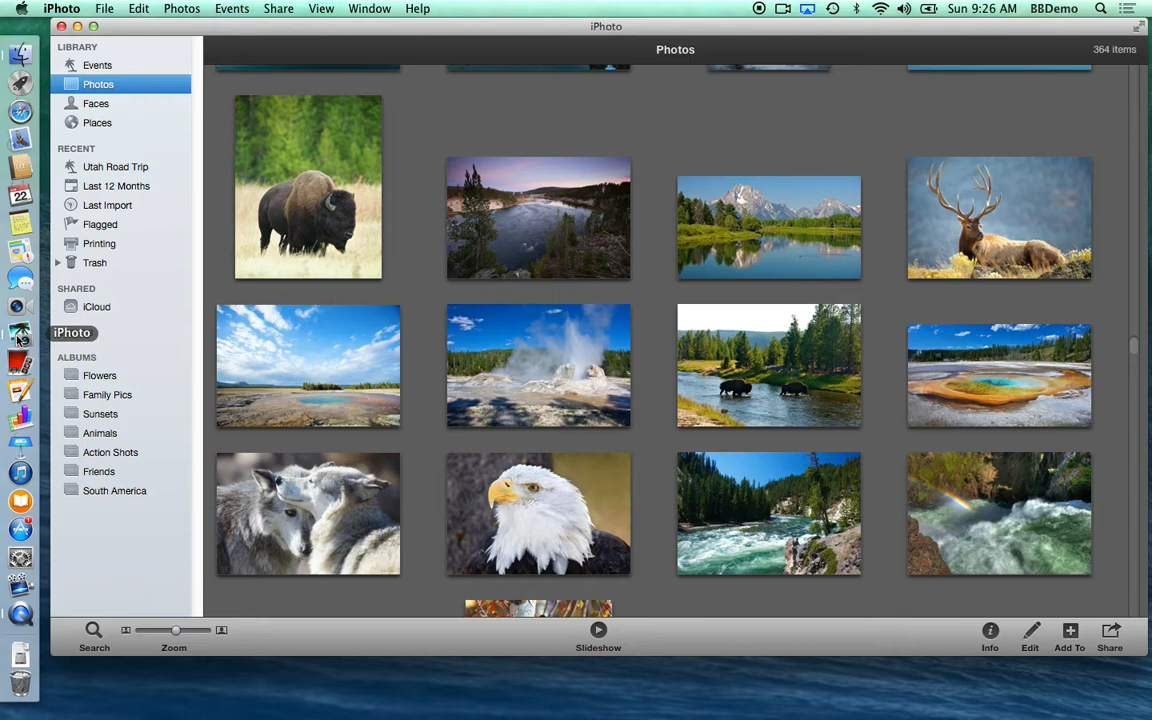 iPhoto File Edit Photos Events Share View Window Help Sun 9:26 AM BBDemo
iPhoto
LIBRARY
Events
Photos
Faces
Places
RECENT
Utah Road Trip
Last 12 Months
Last Import
Flagged
Printing
Trash
SHARED
iCloud
ALBUMS
Flowers
Family Pics
Sunsets
Animals
Action Shots
Friends
South America
Photos
364 items
iPhoto
22
Search
Zoom
Slideshow
Info
Edit
Add To
Share